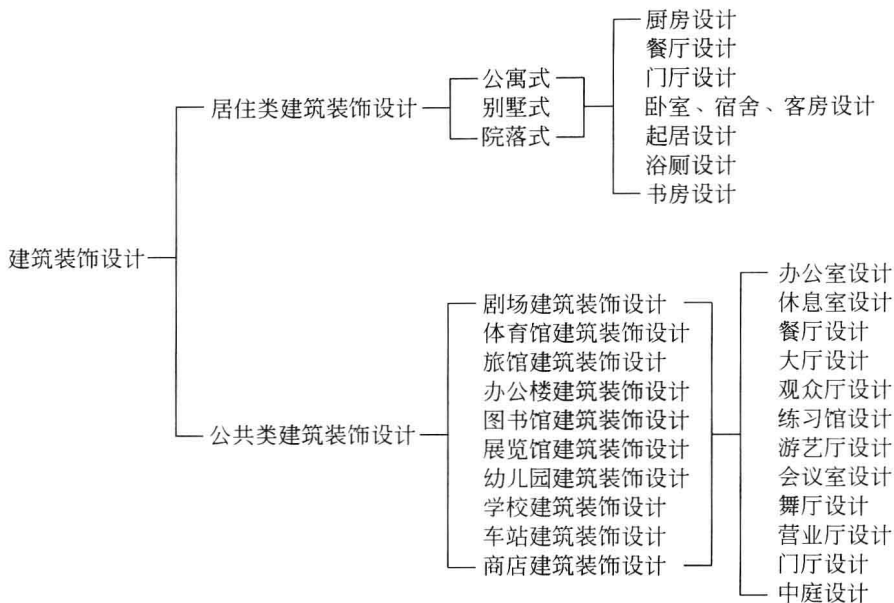 建筑装饰设计
居住类建筑装饰设计
公寓式
别墅式
院落式
厨房设计
餐厅设计
门厅设计
卧室、宿舍、客房设计
起居设计
浴厕设计
书房设计
公共类建筑装饰设计
剧场建筑装饰设计
体育馆建筑装饰设计
旅馆建筑装饰设计
办公楼建筑装饰设计
图书馆建筑装饰设计
展览馆建筑装饰设计
幼儿园建筑装饰设计
学校建筑装饰设计
车站建筑装饰设计
商店建筑装饰设计
办公室设计
休息室设计
餐厅设计
大厅设计
观众厅设计
练习馆设计
游艺厅设计
会议室设计
舞厅设计
营业厅设计
门厅设计
中庭设计